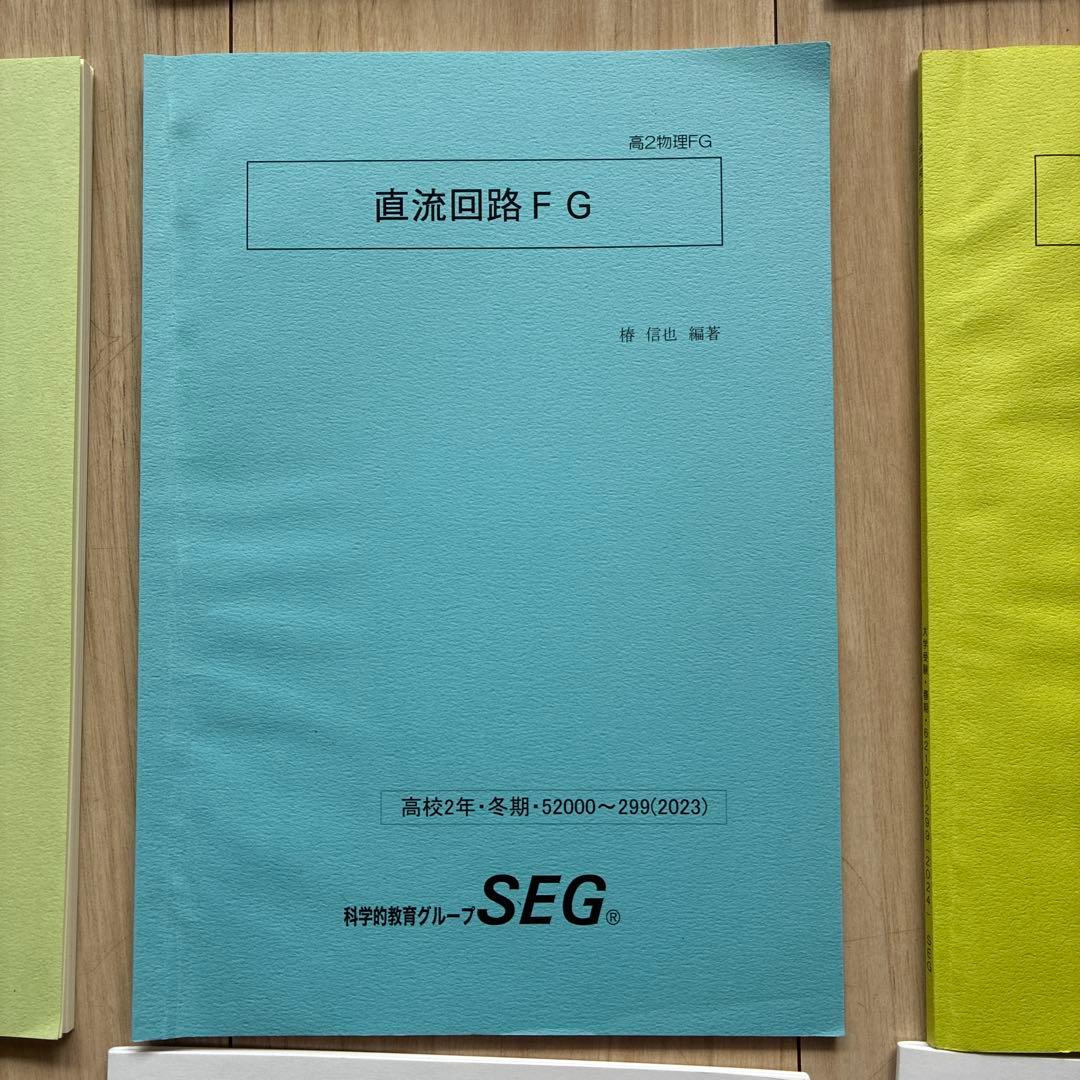 高2物理FG
直流回路FG
椿 信也 編著
高校2年・冬期・52000～299(2023)
科学的教育グループSEG®